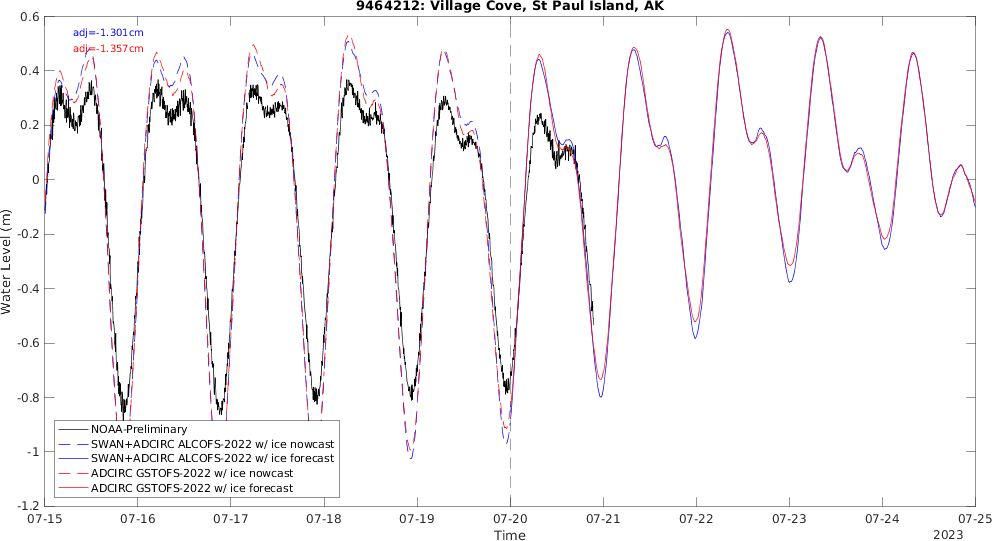 9464212: Village Cove, St Paul Island, AK
adj=-1.301cm
adj=-1.357cm
0.6
0.4
0.2
0
-0.2
-0.4
-0.6
-0.8
-1
-1.2
Water Level (m)
NOAA-Preliminary
SWAN+ADCIRC ALCOFS-2022 w/ ice nowcast
SWAN+ADCIRC ALCOFS-2022 w/ ice forecast
ADCIRC GSTOFS-2022 w/ ice nowcast
ADCIRC GSTOFS-2022 w/ ice forecast
07-15 07-16 07-17 07-18 07-19 07-20 07-21 07-22 07-23 07-24 07-25
Time
2023